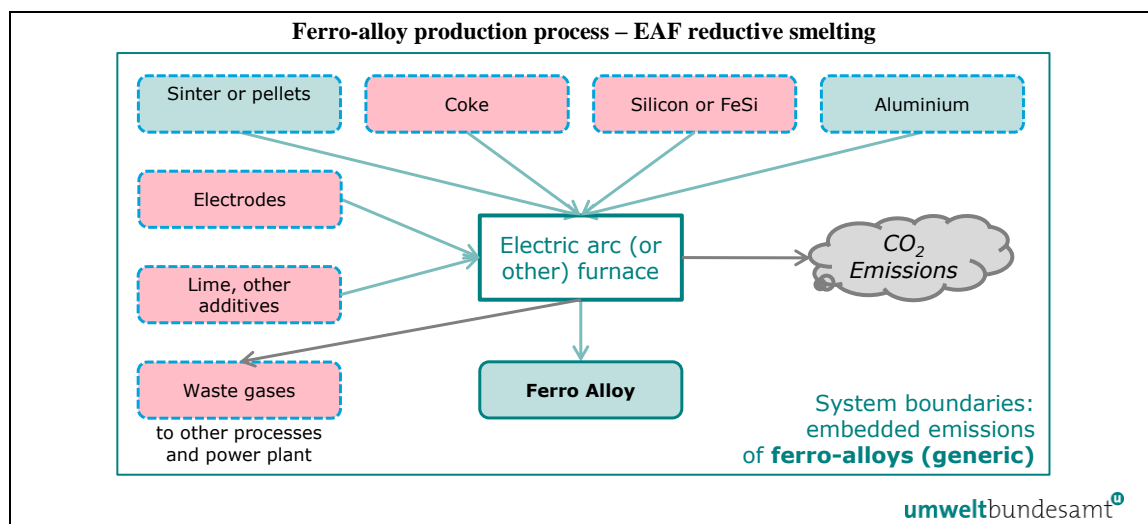 Ferro-alloy production process – EAF reductive smelting
Sinter or pellets
Coke
Silicon or FeSi
Aluminium
Electrodes
Electric arc (or
other) furnace
CO2
Emissions
Lime, other
additives
Waste gases
to other processes
and power plant
Ferro Alloy
System boundaries:
embedded emissions
of ferro-alloys (generic)
umweltbundesamt u